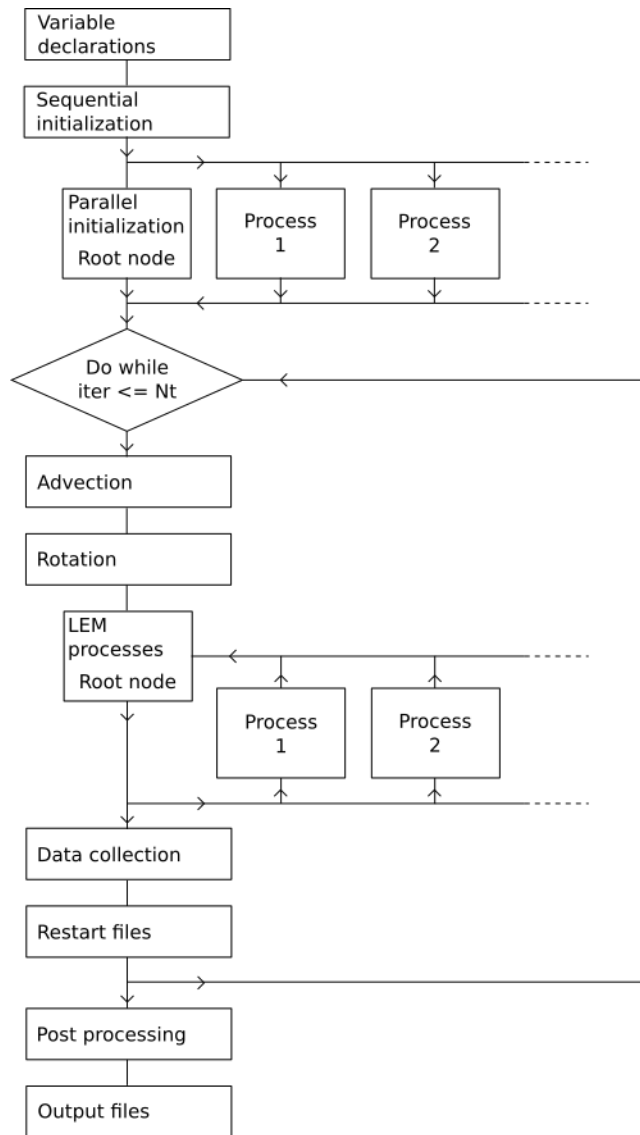 Variable
declarations
Sequential
initialization
Parallel
initialization
Root node
Process
1
Process
2
Do while
iter <= Nt
Advection
Rotation
LEM
processes
Root node
Process
1
Process
2
Data collection
Restart files
Post processing
Output files